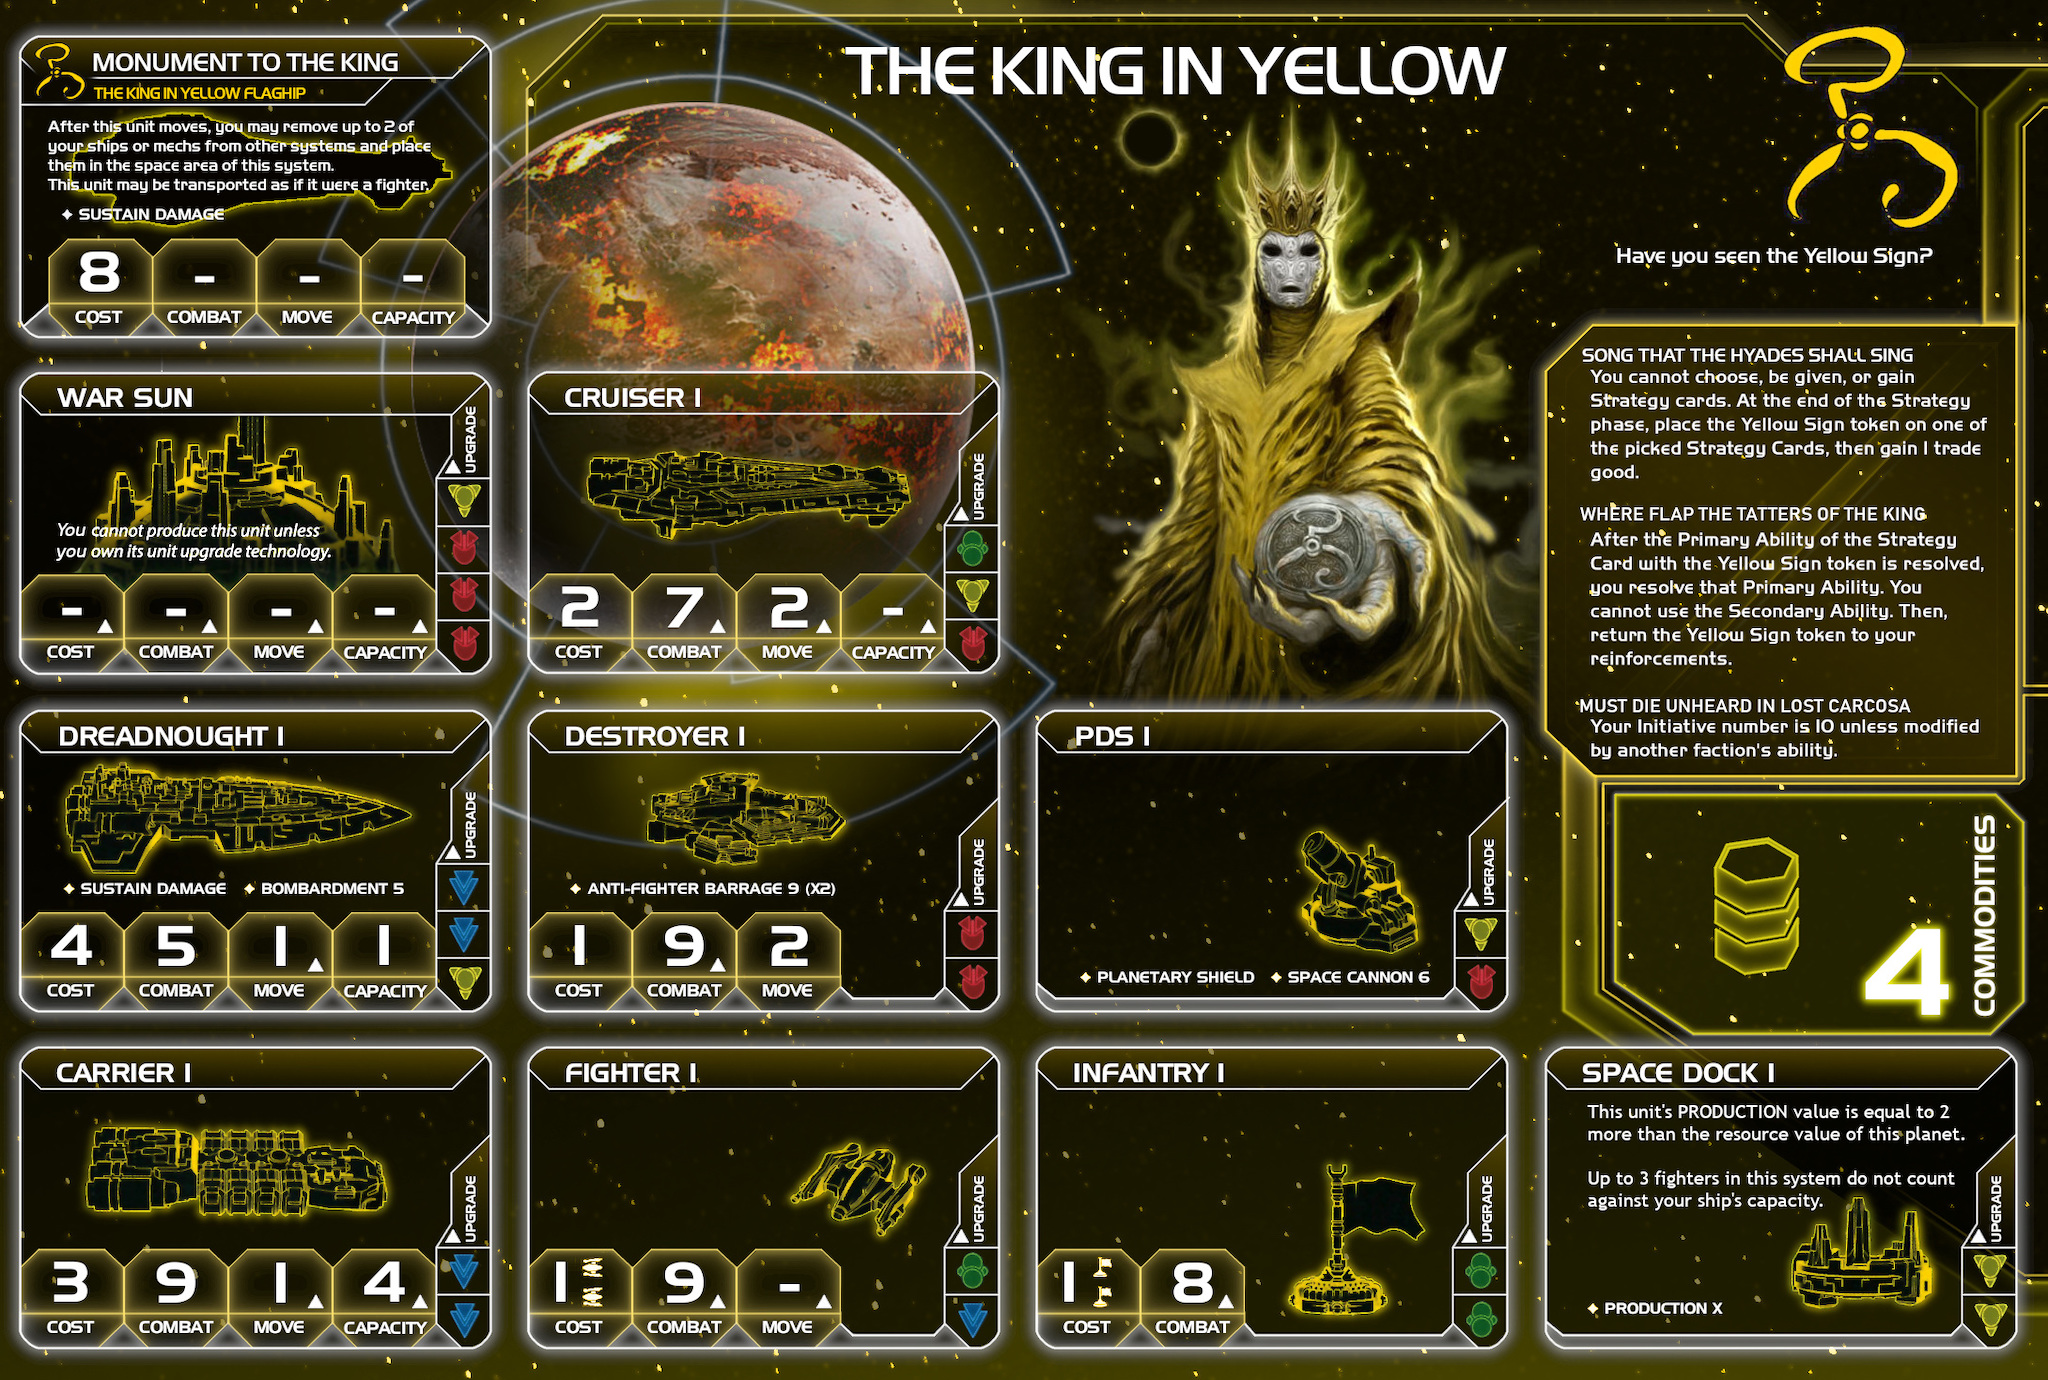 THE KING IN YELLOW
MONUMENT TO THE KING
THE KING IN YELLOW FLAGHIP
After this unit moves, you may remove up to 2 of
your ships or mechs from other systems and place
them in the space area of this system.
This unit may be transported as if it were a fighter.
SUSTAIN DAMAGE
8 - - -
COST COMBAT MOVE CAPACITY
Have you seen the Yellow Sign?
SONG THAT THE HYADES SHALL SING
You cannot choose, be given, or gain
Strategy cards. At the end of the Strategy
phase, place the Yellow Sign token on one of
the picked Strategy Cards, then gain 1 trade
good.
WHERE FLAP THE TATTERS OF THE KING
After the Primary Ability of the Strategy
Card with the Yellow Sign token is resolved,
you resolve that Primary Ability. You
cannot use the Secondary Ability. Then,
return the Yellow Sign token to your
reinforcements.
MUST DIE UNHEARD IN LOST CARCOSA
Your Initiative number is 10 unless modified
by another faction's ability.
WAR SUN
UPGRADE
You cannot produce this unit unless
you own its unit upgrade technology.
- - - -
COST COMBAT MOVE CAPACITY
CRUISER I
UPGRADE
2 7 2 -
COST COMBAT MOVE CAPACITY
DREADNOUGHT I
UPGRADE
SUSTAIN DAMAGE BOMBARDMENT 5
4 5 1 1
COST COMBAT MOVE CAPACITY
DESTROYER I
UPGRADE
ANTI-FIGHTER BARRAGE 9 (X2)
1 9 2
COST COMBAT MOVE
PDS I
UPGRADE
PLANETARY SHIELD SPACE CANNON 6
4
COMMODITIES
CARRIER I
UPGRADE
3 9 1 4
COST COMBAT MOVE CAPACITY
FIGHTER I
UPGRADE
1 9 -
COST COMBAT MOVE
INFANTRY I
UPGRADE
1 8
COST COMBAT
SPACE DOCK I
This unit's PRODUCTION value is equal to 2
more than the resource value of this planet.
Up to 3 fighters in this system do not count
against your ship's capacity.
UPGRADE
PRODUCTION X